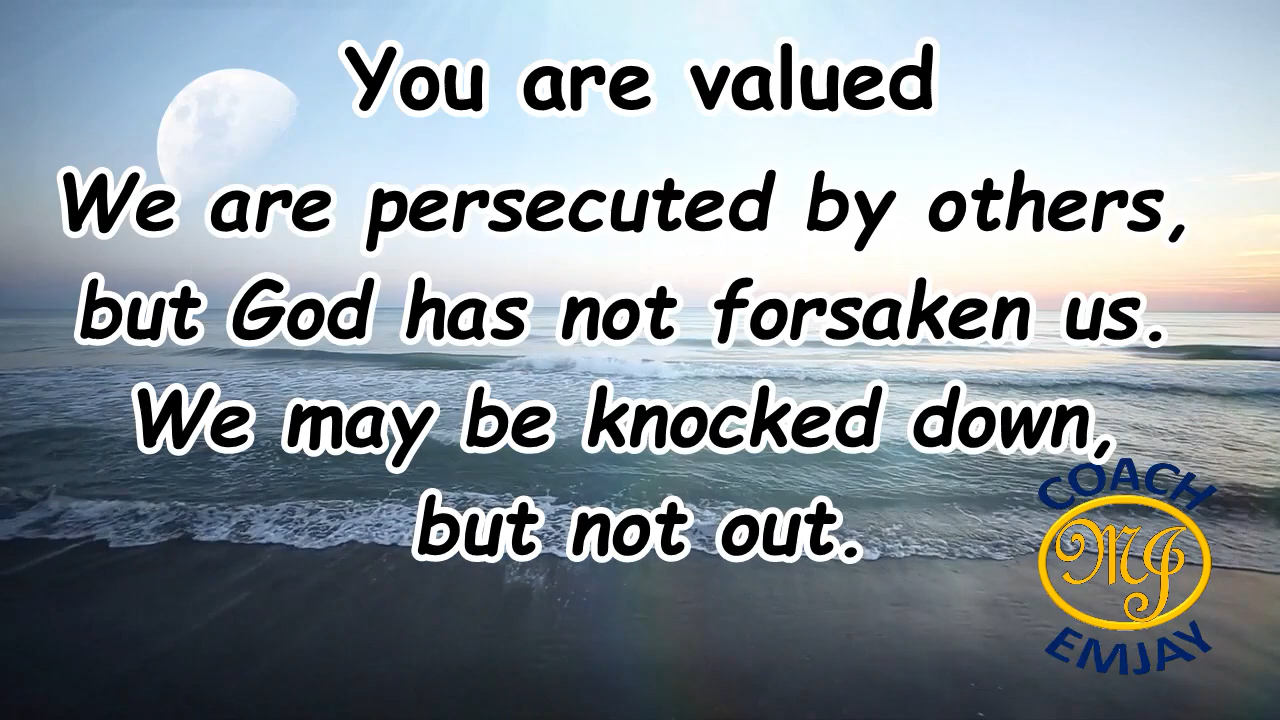 You are valued
We are persecuted by others,
but God has not forsaken us.
We may be knocked down,
but not out.
COACH
MJ
EMJAY